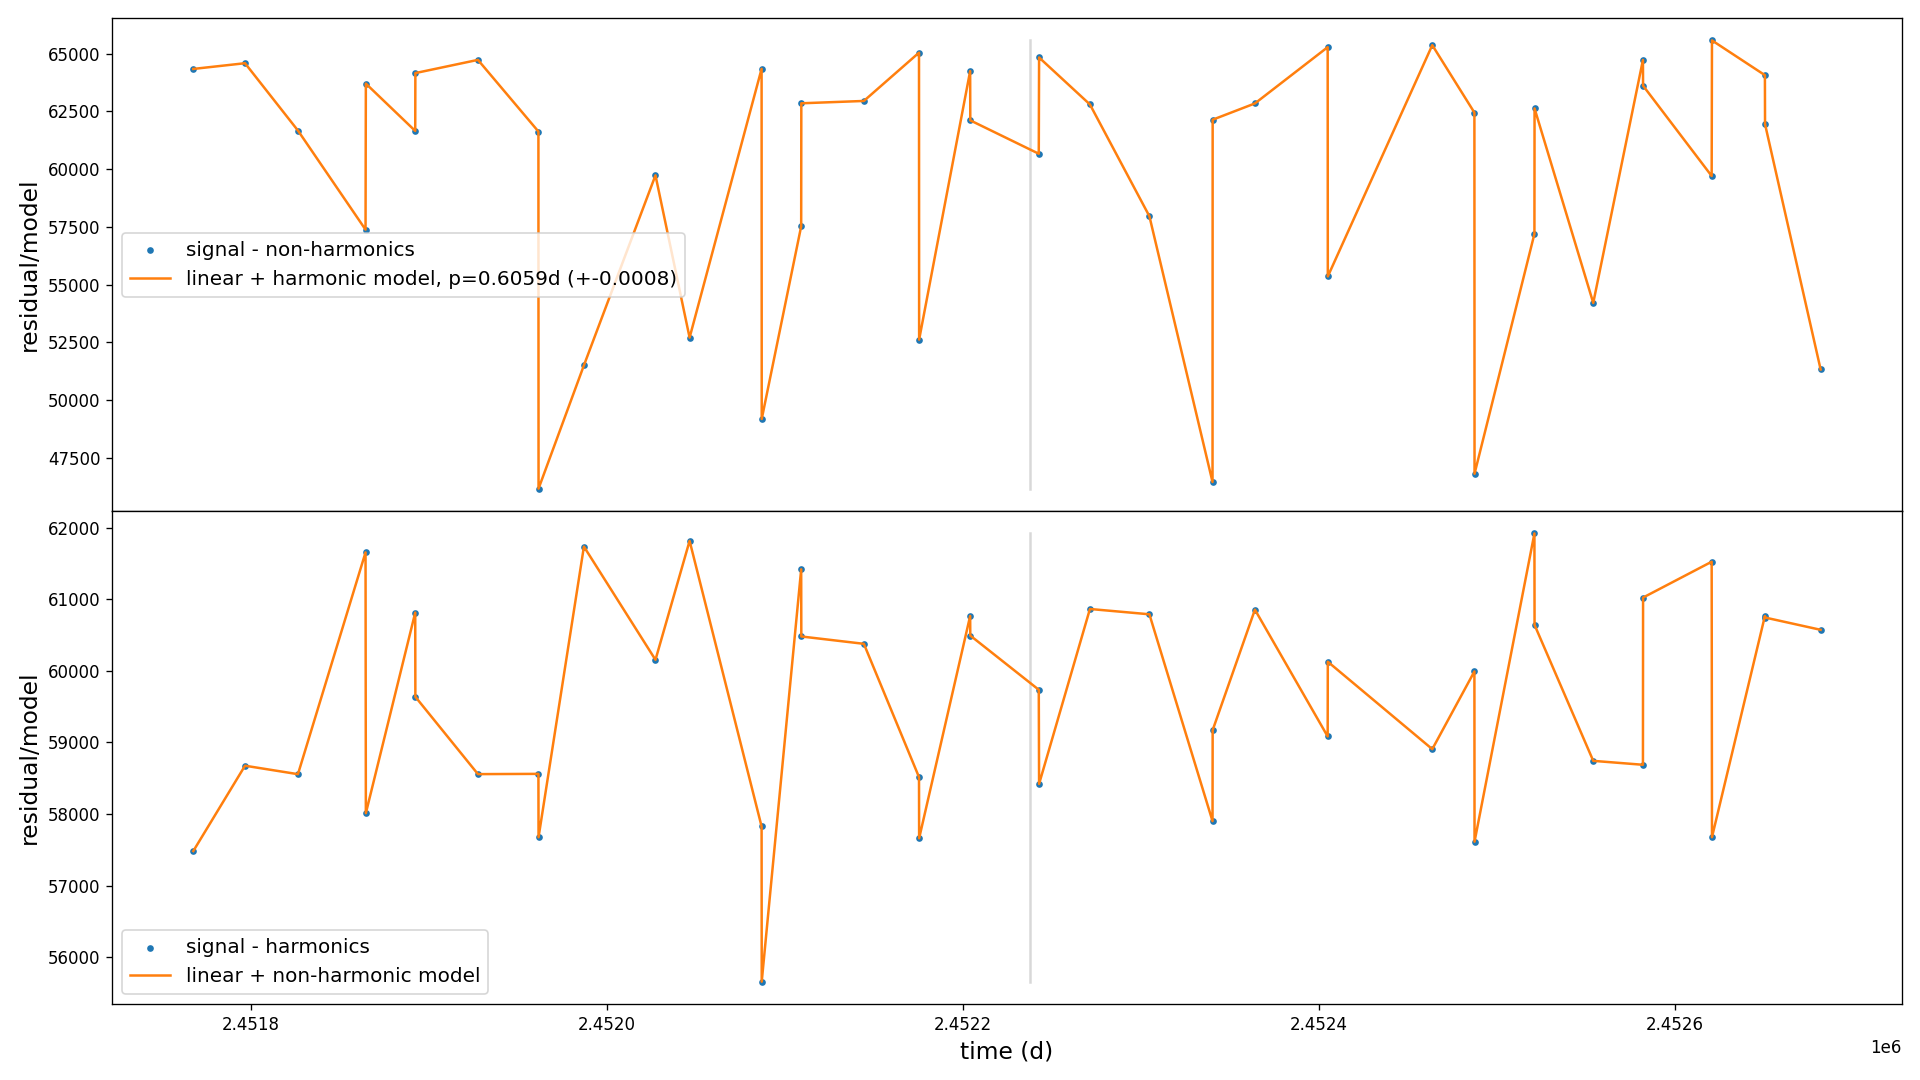 65000
62500
60000
57500
55000
52500
50000
47500
residual/model
signal - non-harmonics
linear + harmonic model, p=0.6059d (+-0.0008)
62000
61000
60000
59000
58000
57000
56000
residual/model
signal - harmonics
linear + non-harmonic model
2.4518 2.4520 2.4522 2.4524 2.4526
time (d)
1e6